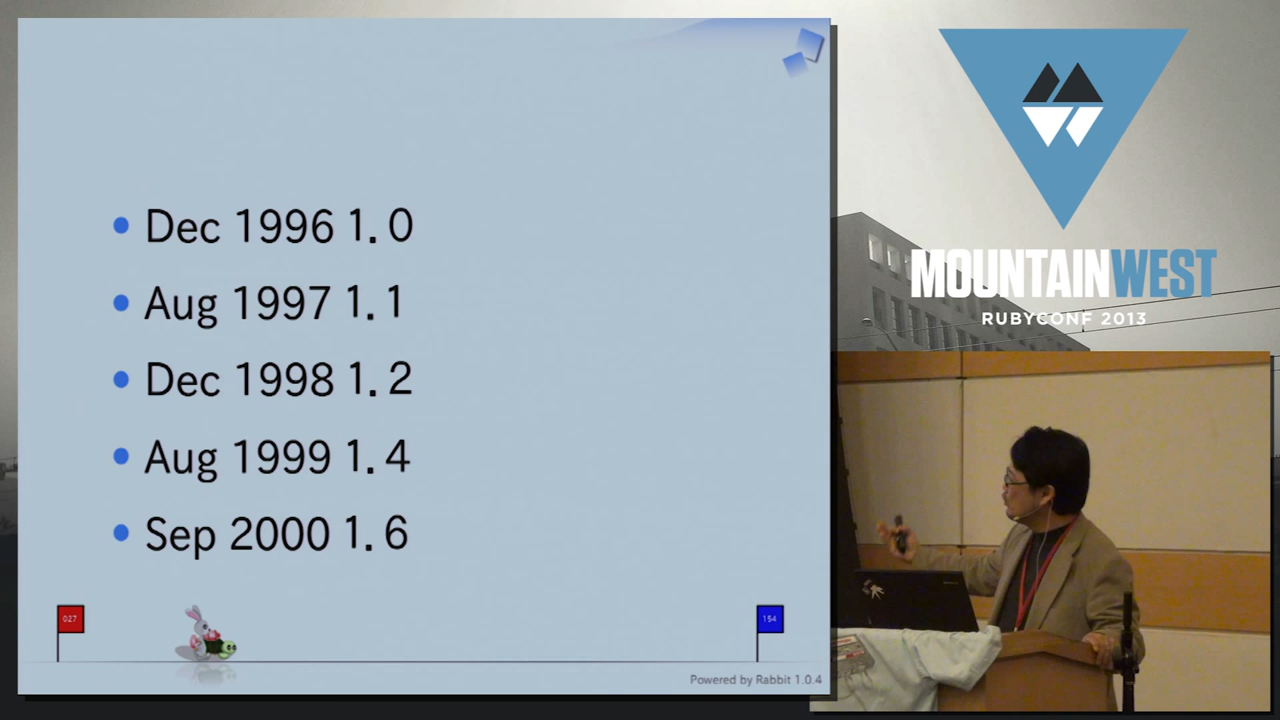 • Dec 1996 1.0
• Aug 1997 1.1
• Dec 1998 1.2
• Aug 1999 1.4
• Sep 2000 1.6
027
154
Powered by Rabbit 1.0.4
MOUNTAINWEST
RUBYCONF 2013